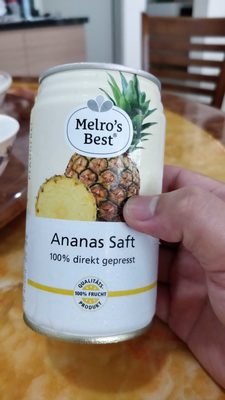 Melro's
Best®
Ananas Saft
100% direkt gepresst
QUALITÄTS-
100% FRUCHT
PRODUKT